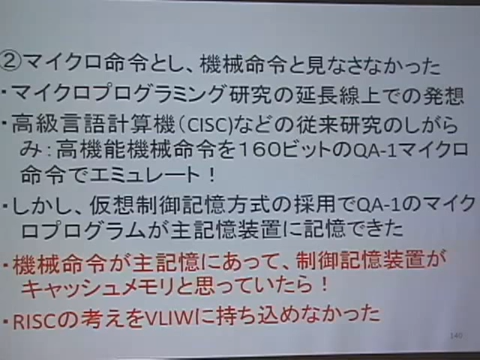 ②マイクロ命令とし、機械命令と見なさなかった
・マイクロプログラミング研究の延長線上での発想
・高級言語計算機(CISC)などの従来研究のしがら
み:高機能機械命令を160ビットのQA-1マイクロ
命令でエミュレート!
・しかし、仮想制御記憶方式の採用でQA-1のマイク
ロプログラムが主記憶装置に記憶できた
・機械命令が主記憶にあって、制御記憶装置が
キャッシュメモリと思っていたら!
・RISCの考えをVLIWに持ち込めなかった